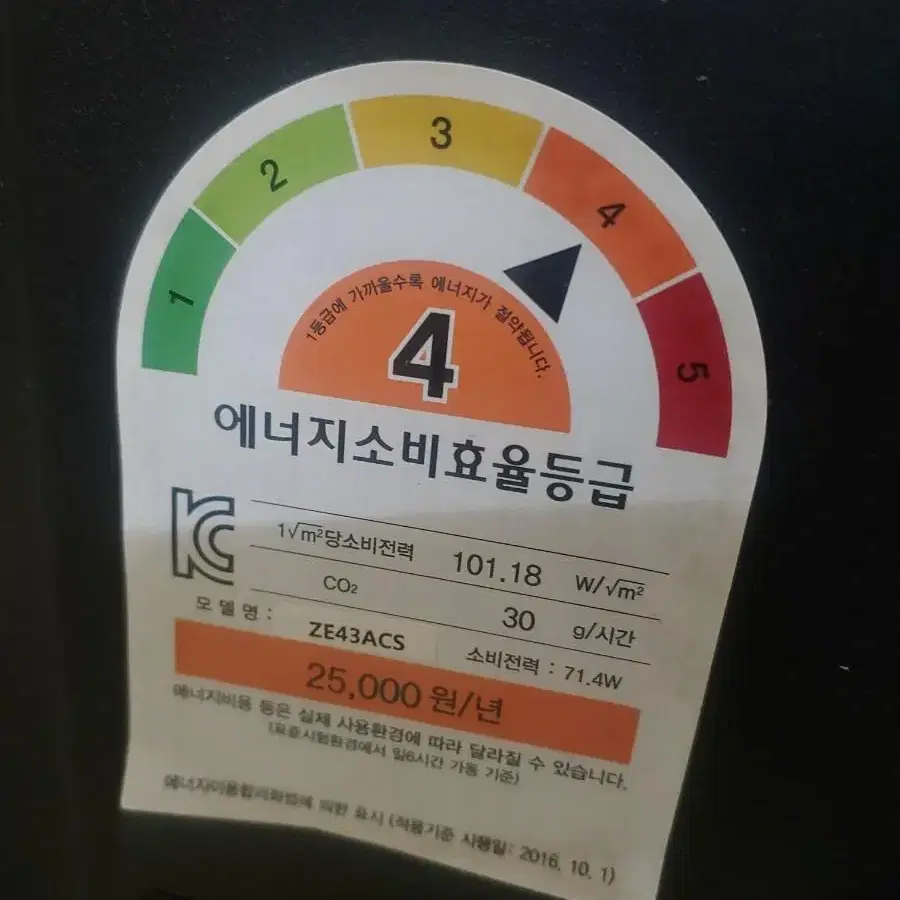 1
2
3
4
5
1등급에 가까울수록 에너지가 절약됩니다.
4
에너지소비효율등급
KC
1√m²당소비전력 101.18 W/√m²
CO₂ 30 g/시간
모 델 명 : ZE43ACS 소비전력 : 71.4W
25,000 원/년
에너지비용 등은 실제 사용환경에 따라 달라질 수 있습니다.
(표준시험환경에서 일6시간 가동 기준)
에너지이용합리화법에 의한 표시 (적용기준 시행일: 2016. 10. 1)